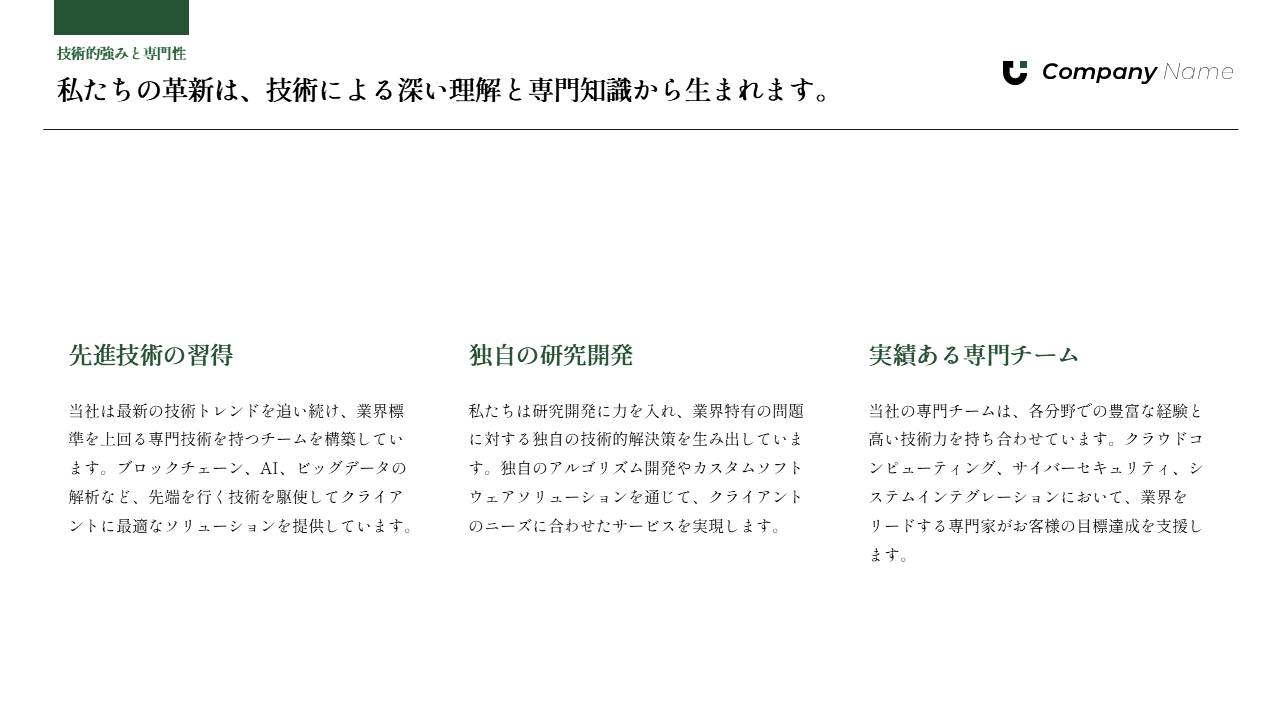 技術的強みと専門性
私たちの革新は、技術による深い理解と専門知識から生まれます。
Company Name
先進技術の習得
当社は最新の技術トレンドを追い続け、業界標
準を上回る専門技術を持つチームを構築してい
ます。ブロックチェーン、AI、ビッグデータの
解析など、先端を行く技術を駆使してクライア
ントに最適なソリューションを提供しています。
独自の研究開発
私たちは研究開発に力を入れ、業界特有の問題
に対する独自の技術的解決策を生み出していま
す。独自のアルゴリズム開発やカスタムソフト
ウェアソリューションを通じて、クライアント
のニーズに合わせたサービスを実現します。
実績ある専門チーム
当社の専門チームは、各分野での豊富な経験と
高い技術力を持ち合わせています。クラウドコ
ンピューティング、サイバーセキュリティ、シ
ステムインテグレーションにおいて、業界を
リードする専門家がお客様の目標達成を支援し
ます。